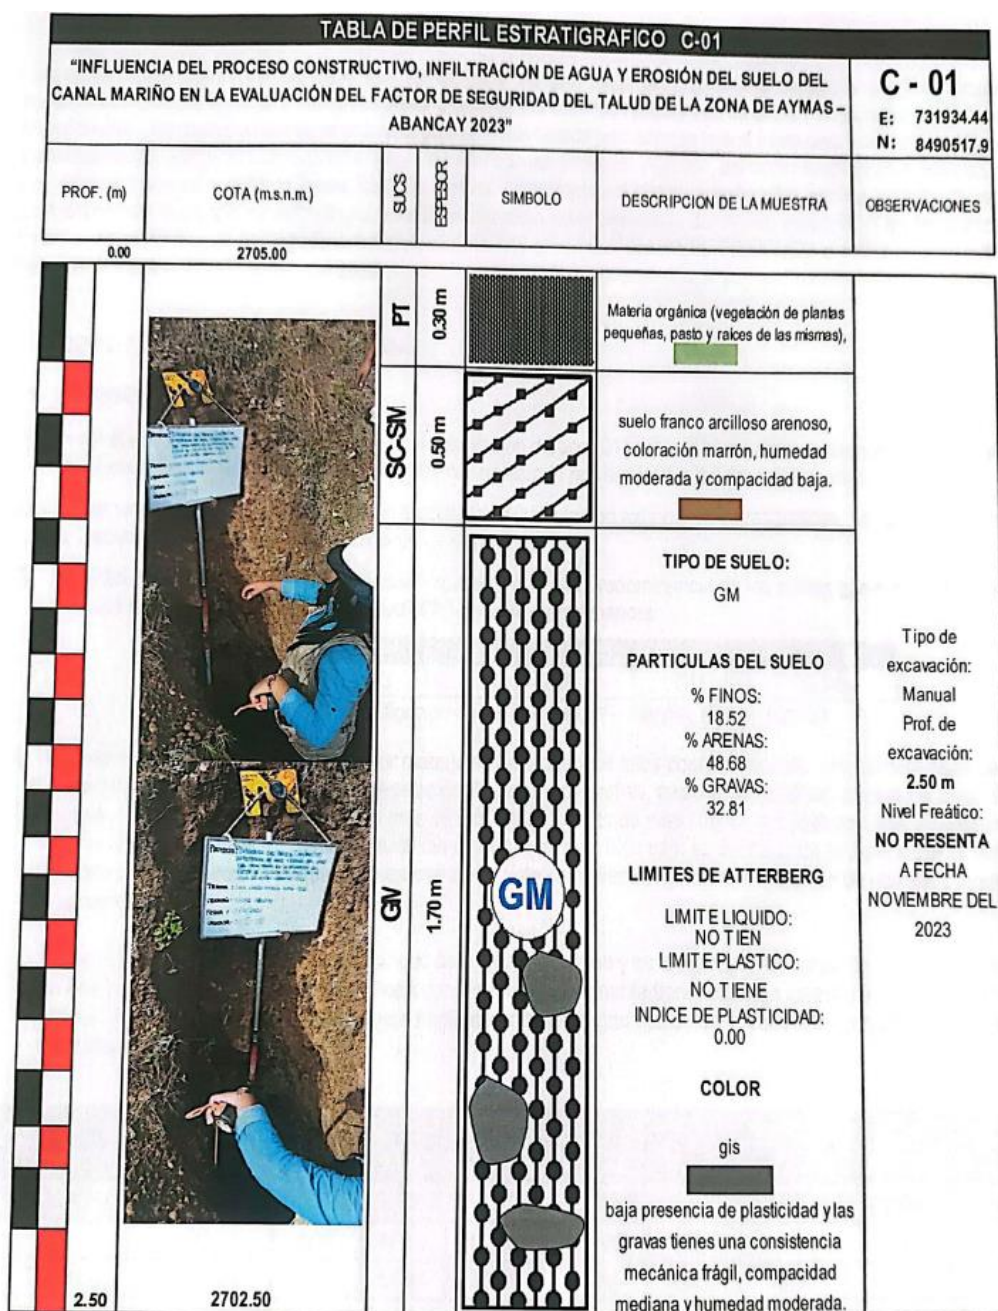 TABLA DE PERFIL ESTRATIGRAFICO C-01
“INFLUENCIA DEL PROCESO CONSTRUCTIVO, INFILTRACIÓN DE AGUA Y EROSIÓN DEL SUELO DEL
CANAL MARIÑO EN LA EVALUACIÓN DEL FACTOR DE SEGURIDAD DEL TALUD DE LA ZONA DE AYMAS –
ABANCAY 2023”
C - 01
E: 731934.44
N: 8490517.9
PROF. (m)
COTA (m.s.n.m.)
SUCS
ESPESOR
SIMBOLO
DESCRIPCION DE LA MUESTRA
OBSERVACIONES
0.00
2705.00
PT
0.30 m
Materia orgánica (vegetación de plantas
pequeñas, pasto y raices de las mismas),
SC-SM
0.50 m
suelo franco arcilloso arenoso,
coloración marrón, humedad
moderada y compacidad baja.
GM
1.70 m
GM
TIPO DE SUELO:
GM
PARTICULAS DEL SUELO
% FINOS:
18.52
% ARENAS:
48.68
% GRAVAS:
32.81
LIMITES DE ATTERBERG
LIMITE LIQUIDO:
NO TIEN
LIMITE PLASTICO:
NO TIENE
INDICE DE PLASTICIDAD:
0.00
COLOR
gis
baja presencia de plasticidad y las
gravas tienes una consistencia
mecánica frágil, compacidad
mediana y humedad moderada.
Tipo de
excavación:
Manual
Prof. de
excavación:
2.50 m
Nivel Freático:
NO PRESENTA
A FECHA
NOVIEMBRE DEL
2023
2.50
2702.50